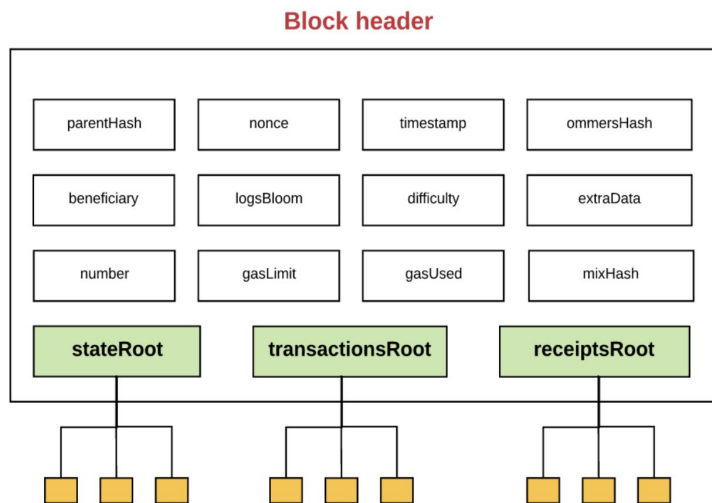 Block header
parentHash
nonce
timestamp
ommersHash
beneficiary
logsBloom
difficulty
extraData
number
gasLimit
gasUsed
mixHash
stateRoot
transactionsRoot
receiptsRoot